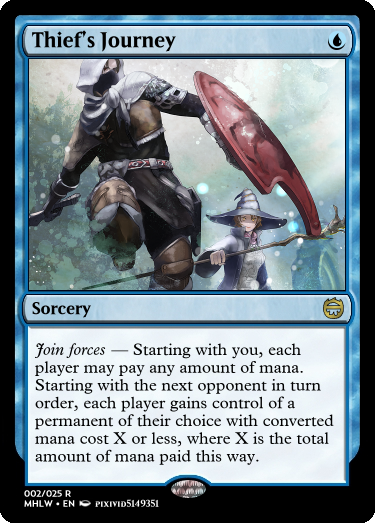 Thief's Journey
Sorcery
Join forces — Starting with you, each
player may pay any amount of mana.
Starting with the next opponent in turn
order, each player gains control of a
permanent of their choice with converted
mana cost X or less, where X is the total
amount of mana paid this way.
002/025 R
MHLW • EN PIXIVID5149351